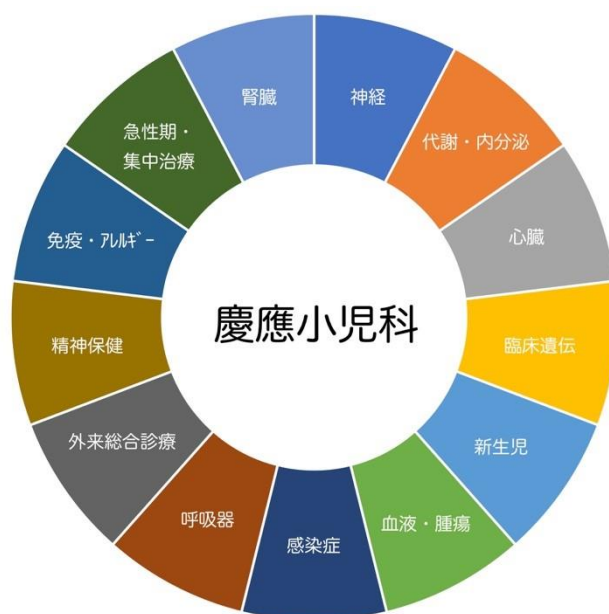 腎臓
神経
代謝・内分泌
心臓
臨床遺伝
新生児
血液・腫瘍
感染症
呼吸器
外来総合診療
精神保健
免疫・ｱﾚﾙｷﾞｰ
急性期・
集中治療
慶應小児科